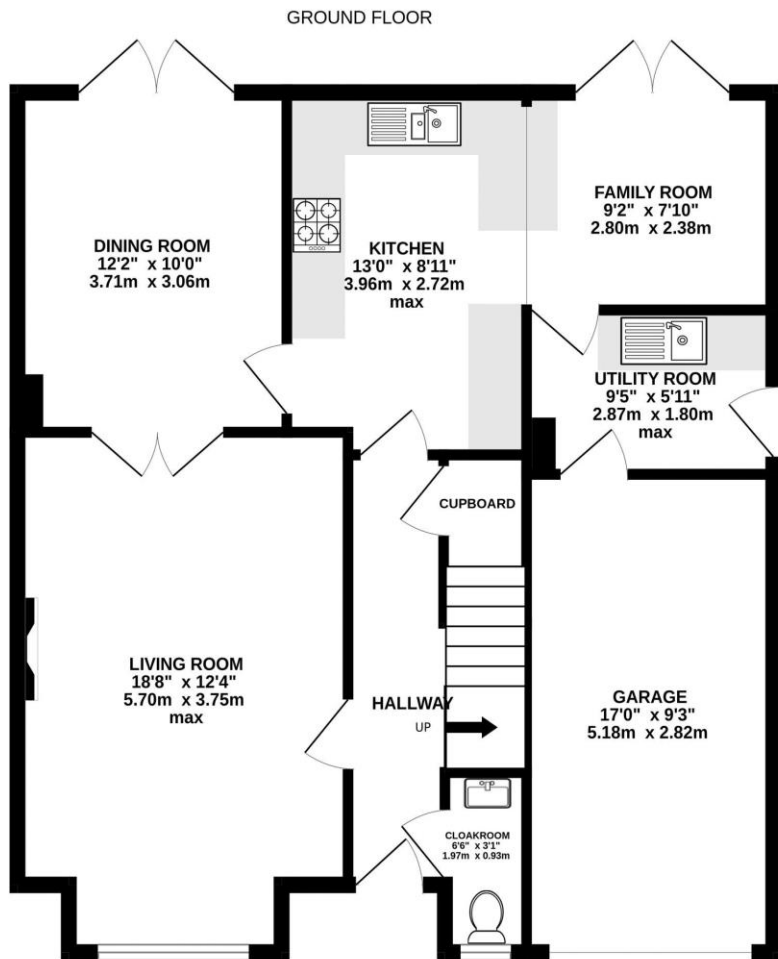 GROUND FLOOR
FAMILY ROOM
9'2" x 7'10"
2.80m x 2.38m
DINING ROOM
12'2" x 10'0"
3.71m x 3.06m
KITCHEN
13'0" x 8'11"
3.96m x 2.72m
max
UTILITY ROOM
9'5" x 5'11"
2.87m x 1.80m
max
CUPBOARD
LIVING ROOM
18'8" x 12'4"
5.70m x 3.75m
max
HALLWAY
UP
GARAGE
17'0" x 9'3"
5.18m x 2.82m
CLOAKROOM
6'6" x 3'1"
1.97m x 0.93m